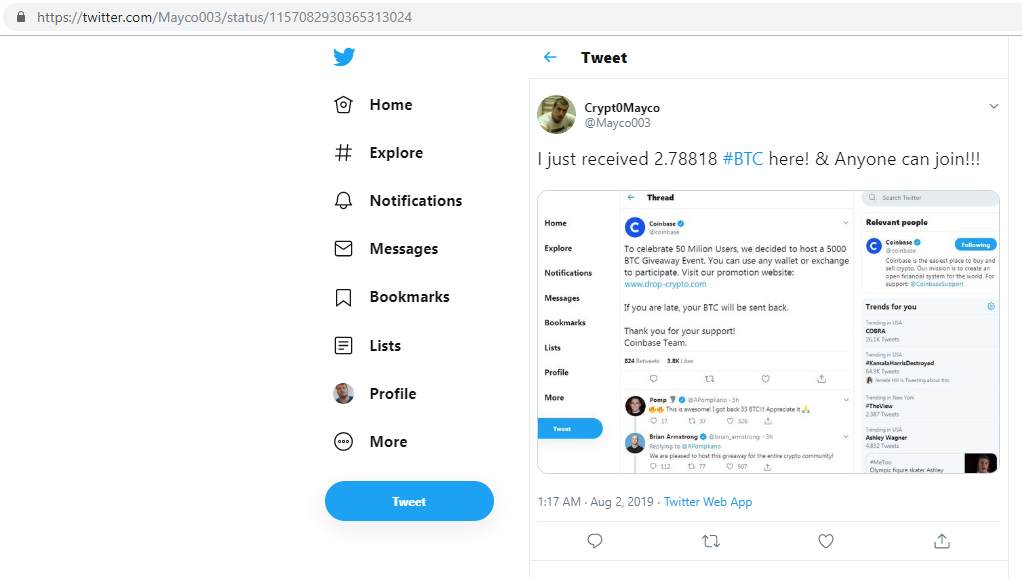 https://twitter.com/Mayco003/status/1157082930365313024
Home
Explore
Notifications
Messages
Bookmarks
Lists
Profile
More
Tweet
Tweet
Crypt0Mayco
@Mayco003
I just received 2.78818 #BTC here! & Anyone can join!!!
Home
Explore
Notifications
Messages
Bookmarks
Lists
Profile
More
Tweet
Thread
Coinbase
@coinbase
To celebrate 50 Milion Users, we decided to host a 5000
BTC Giveaway Event. You can use any wallet or exchange
to participate. Visit our promotion website:
www.drop-crypto.com
If you are late, your BTC will be sent back.
Thank you for your support!
Coinbase Team.
824 Retweets 3.8K Likes
Pomp @APompliano · 5h
This is awesome! I got back 33 BTC!!! Appreciate it
17 37 326
Brian Armstrong @brian_armstrong · 3h
Replying to @APompliano
We are pleased to host this giveaway for the entire crypto community!
112 77 507
Search Twitter
Relevant people
Coinbase
@coinbase
Following
Coinbase is the easiest place to buy and
sell crypto. Our mission is to create an
open financial system for the world. For
support: @CoinbaseSupport
Trends for you
Trending in USA
COBRA
26.1K Tweets
Trending in USA
#KamalaHarrisDestroyed
64.9K Tweets
Jemele Hill is Tweeting about this
Trending in New York
#TheView
2,387 Tweets
Trending in USA
Ashley Wagner
4,832 Tweets
#MeToo
Olympic figure skater Ashley
1:17 AM · Aug 2, 2019 · Twitter Web App